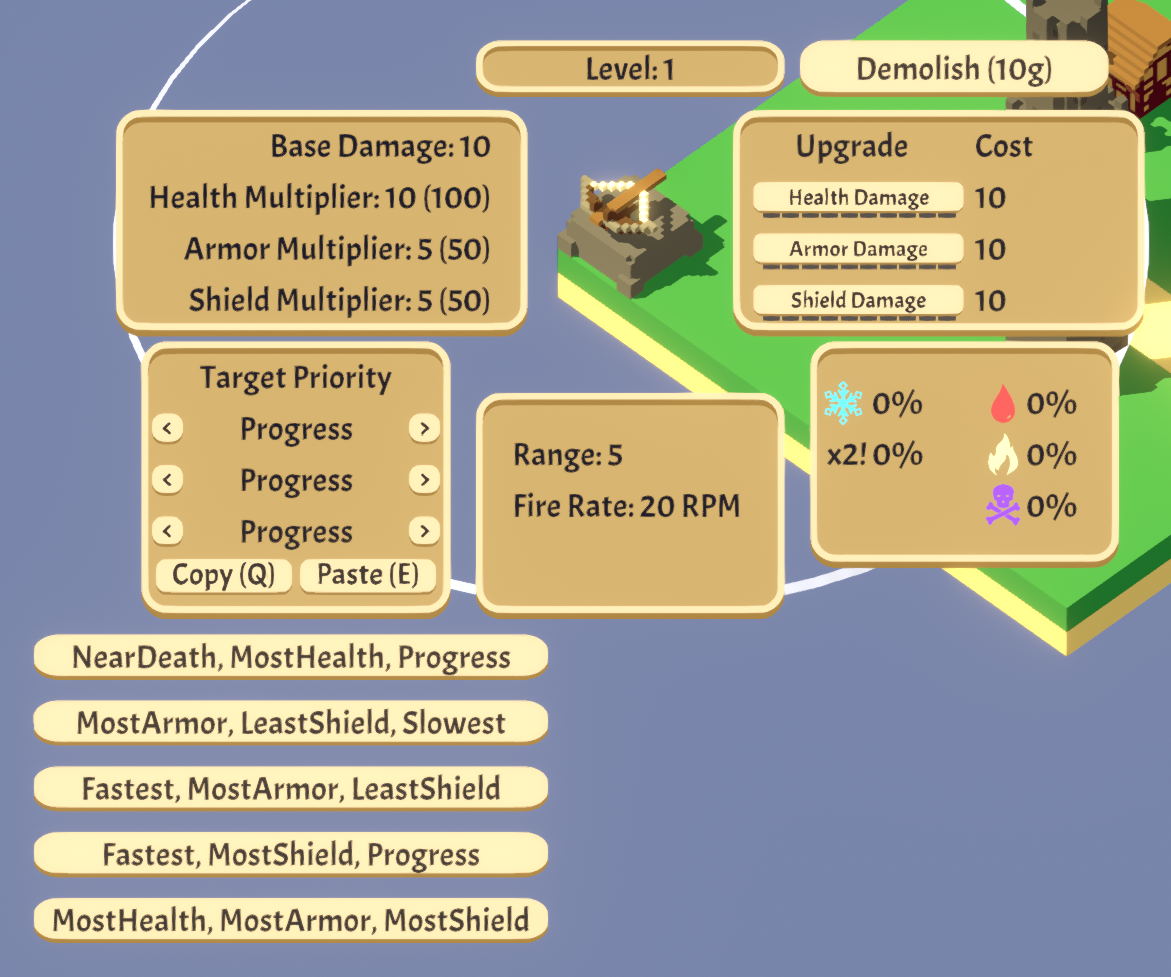 Level: 1
Demolish (10g)
Base Damage: 10
Health Multiplier: 10 (100)
Armor Multiplier: 5 (50)
Shield Multiplier: 5 (50)
Upgrade Cost
Health Damage 10
Armor Damage 10
Shield Damage 10
Target Priority
< Progress >
< Progress >
< Progress >
Copy (Q) Paste (E)
Range: 5
Fire Rate: 20 RPM
0% 0%
x2! 0% 0%
0%
NearDeath, MostHealth, Progress
MostArmor, LeastShield, Slowest
Fastest, MostArmor, LeastShield
Fastest, MostShield, Progress
MostHealth, MostArmor, MostShield